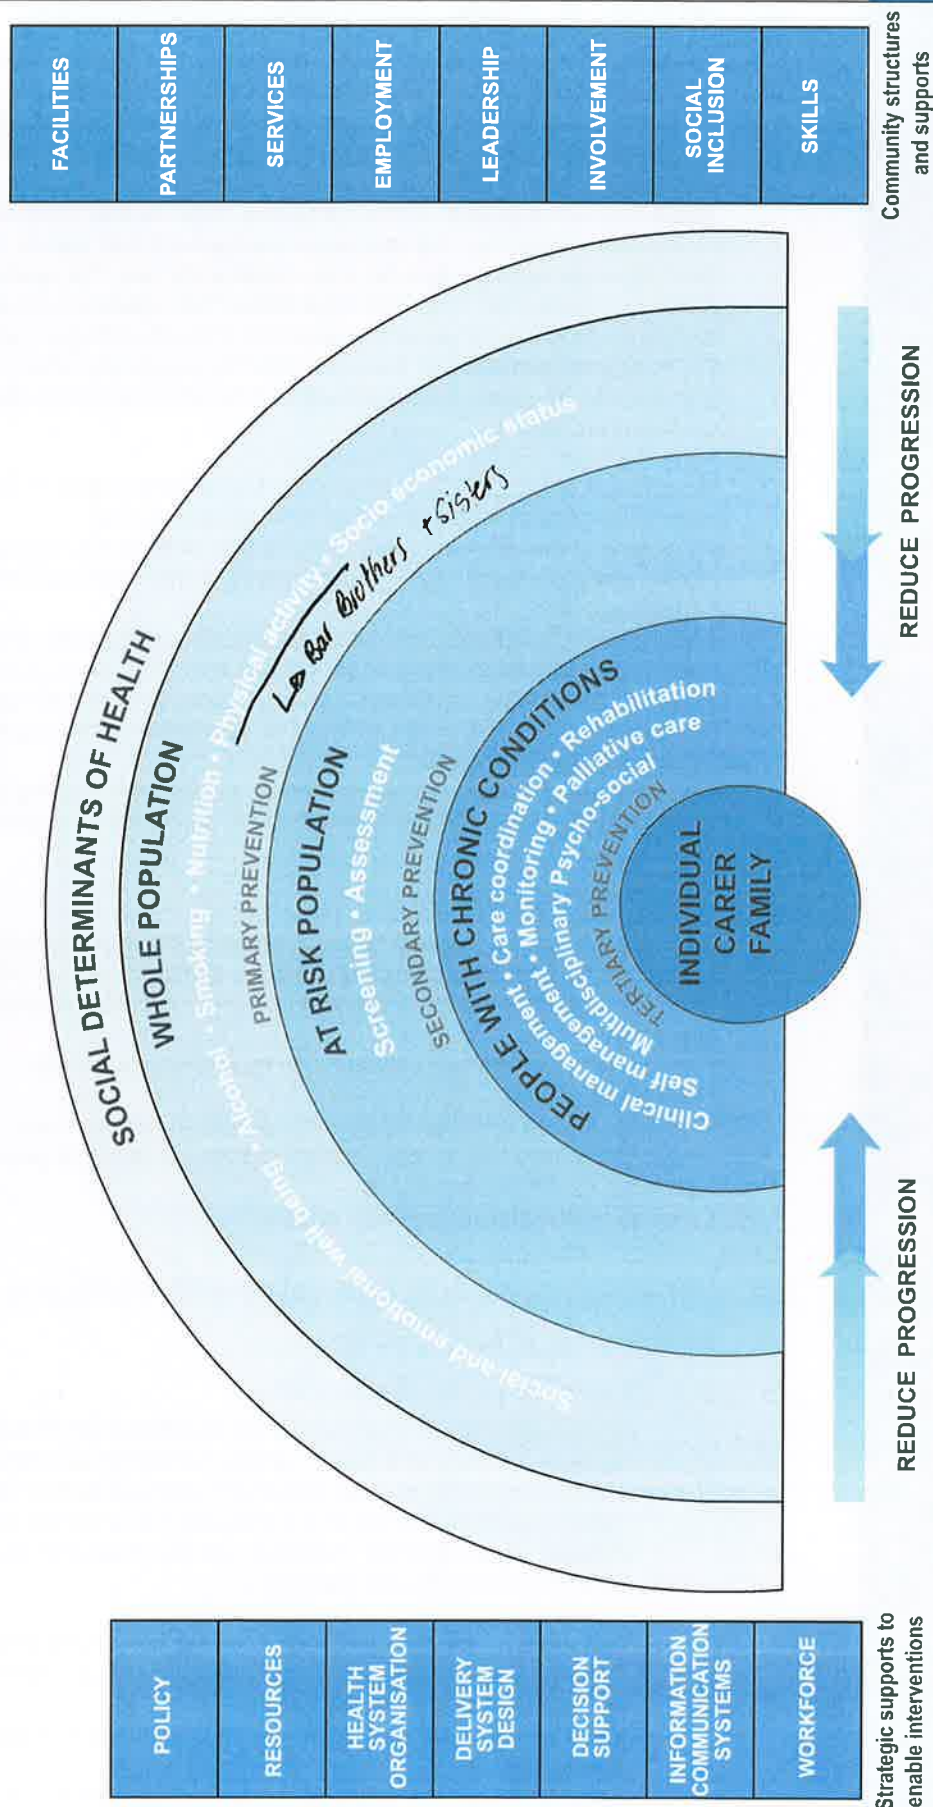 SOCIAL DETERMINANTS OF HEALTH
WHOLE POPULATION
Social and emotional well being • Alcohol • Smoking • Nutrition • Physical activity • Socio economic status
↳ Bar Brothers + Sisters
PRIMARY PREVENTION
AT RISK POPULATION
Screening • Assessment
SECONDARY PREVENTION
PEOPLE WITH CHRONIC CONDITIONS
Clinical management • Care coordination • Rehabilitation
Self management • Monitoring • Palliative care
Multidisciplinary Psycho-social
TERTIARY PREVENTION
INDIVIDUAL
CARER
FAMILY
POLICY
RESOURCES
HEALTH
SYSTEM
ORGANISATION
DELIVERY
SYSTEM
DESIGN
DECISION
SUPPORT
INFORMATION
COMMUNICATION
SYSTEMS
WORKFORCE
Strategic supports to
enable interventions
REDUCE PROGRESSION
REDUCE PROGRESSION
FACILITIES
PARTNERSHIPS
SERVICES
EMPLOYMENT
LEADERSHIP
INVOLVEMENT
SOCIAL
INCLUSION
SKILLS
Community structures
and supports